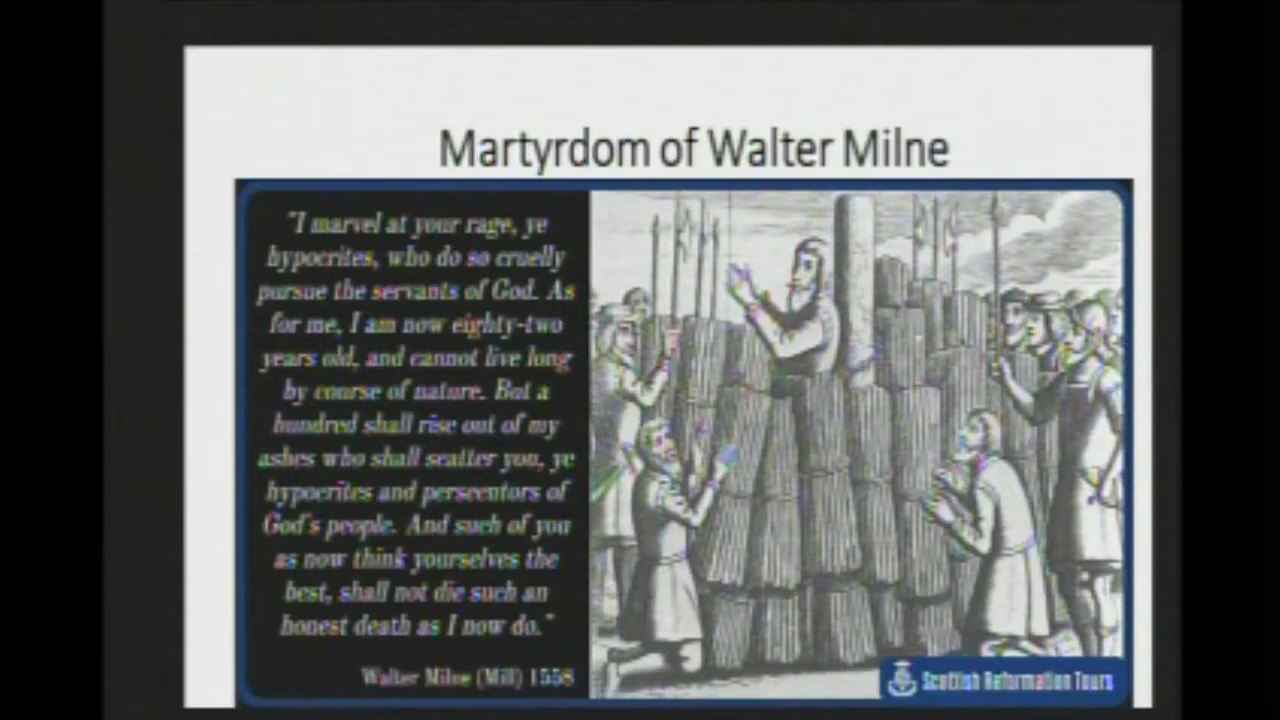 Martyrdom of Walter Milne
"I marvel at your rage, ye
hypocrites, who do so cruelly
pursue the servants of God. As
for me, I am now eighty-two
years old, and cannot live long
by course of nature. But a
hundred shall rise out of my
ashes who shall scatter you, ye
hypocrites and persecutors of
God's people. And such of you
as now think yourselves the
best, shall not die such an
honest death as I now do."
Walter Milne (Mill) 1558
Scottish Reformation Tours